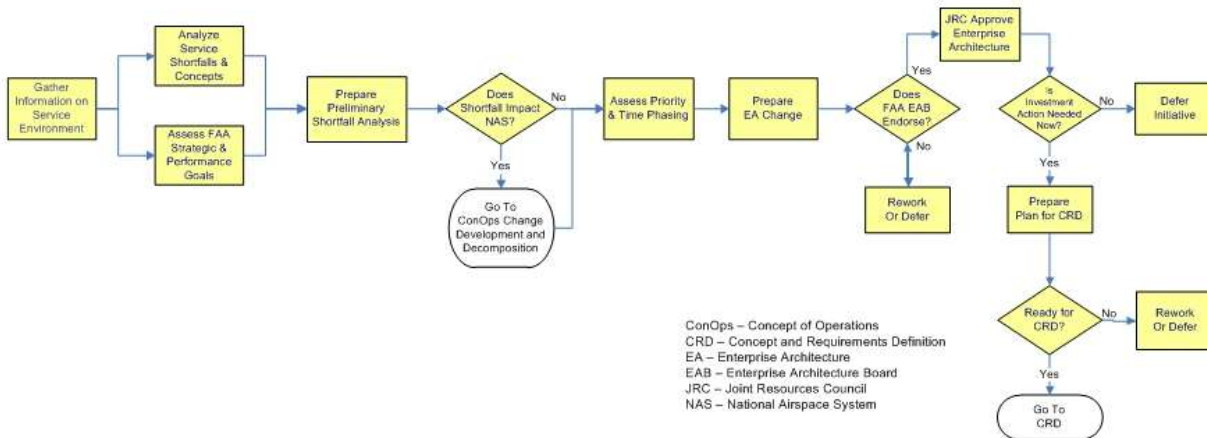 Gather
Information on
Service Environment
Analyze
Service
Shortfalls &
Concepts
Assess FAA
Strategic &
Performance
Goals
Prepare
Preliminary
Shortfall Analysis
Does
Shortfall Impact
NAS?
No
Yes
Go To
ConOps Change
Development and
Decomposition
Assess Priority
& Time Phasing
Prepare
EA Change
Does
FAA EAB
Endorse?
Yes
No
Rework
Or Defer
JRC Approve
Enterprise
Architecture
Is
Investment
Action Needed
Now?
No
Defer
Initiative
Yes
Prepare
Plan for CRD
Ready for
CRD?
No
Rework
Or Defer
Yes
Go To
CRD
ConOps – Concept of Operations
CRD – Concept and Requirements Definition
EA – Enterprise Architecture
EAB – Enterprise Architecture Board
JRC – Joint Resources Council
NAS – National Airspace System